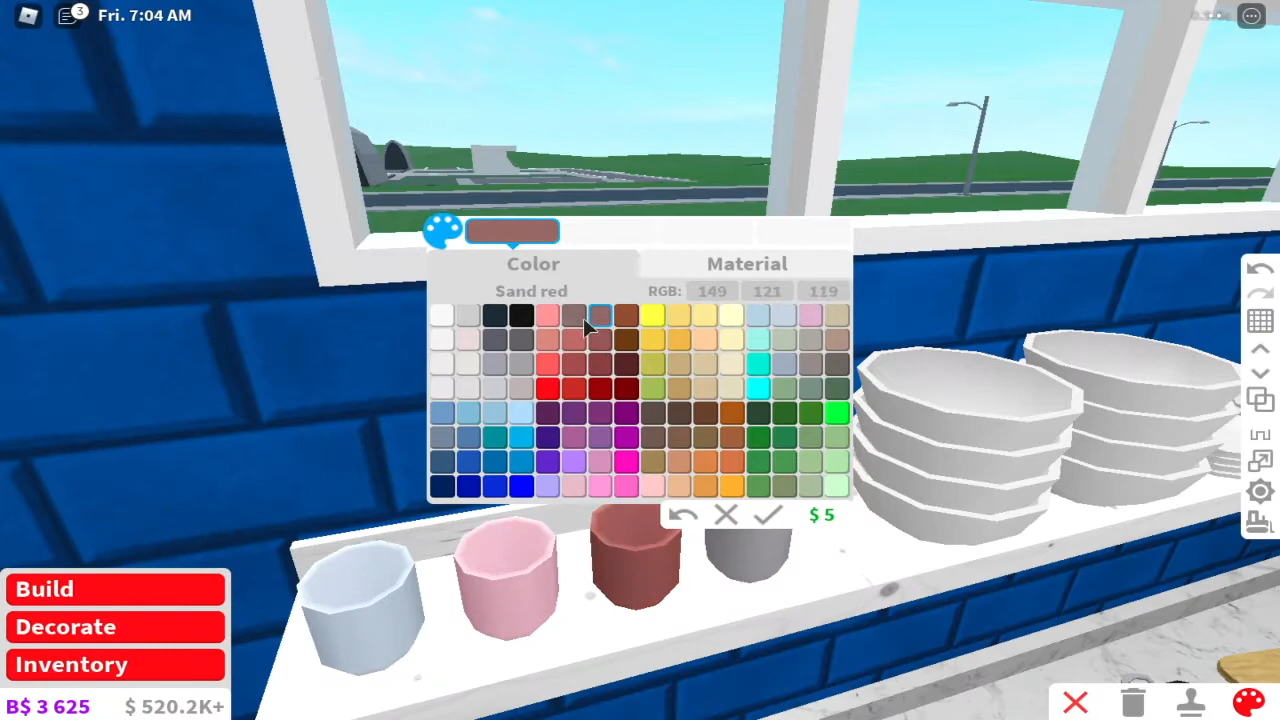 3
Fri. 7:04 AM
Color
Material
Sand red
RGB: 149 121 119
$ 5
Build
Decorate
Inventory
B$ 3 625
$ 520.2K+